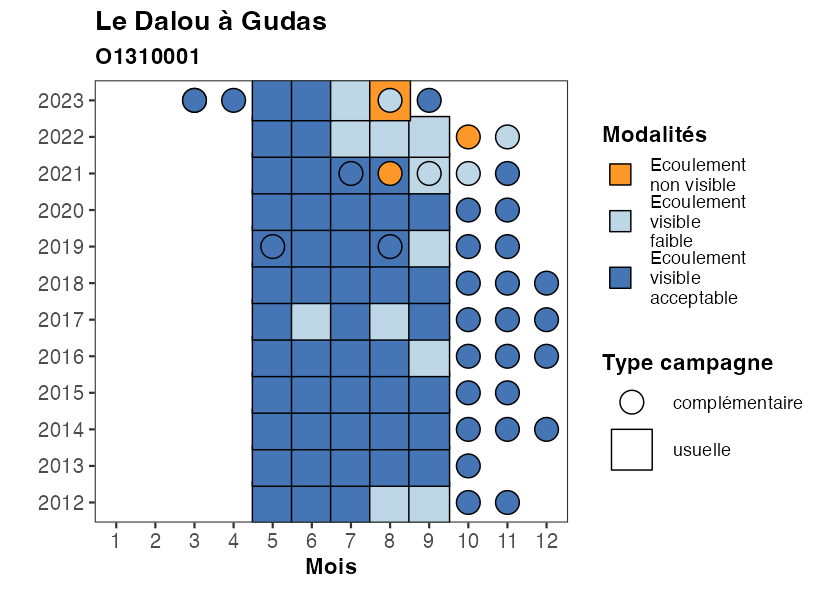 Le Dalou à Gudas
O1310001
2023
2022
2021
2020
2019
2018
2017
2016
2015
2014
2013
2012
1 2 3 4 5 6 7 8 9 10 11 12
Mois
Modalités
Ecoulement
non visible
Ecoulement
visible
faible
Ecoulement
visible
acceptable
Type campagne
complémentaire
usuelle